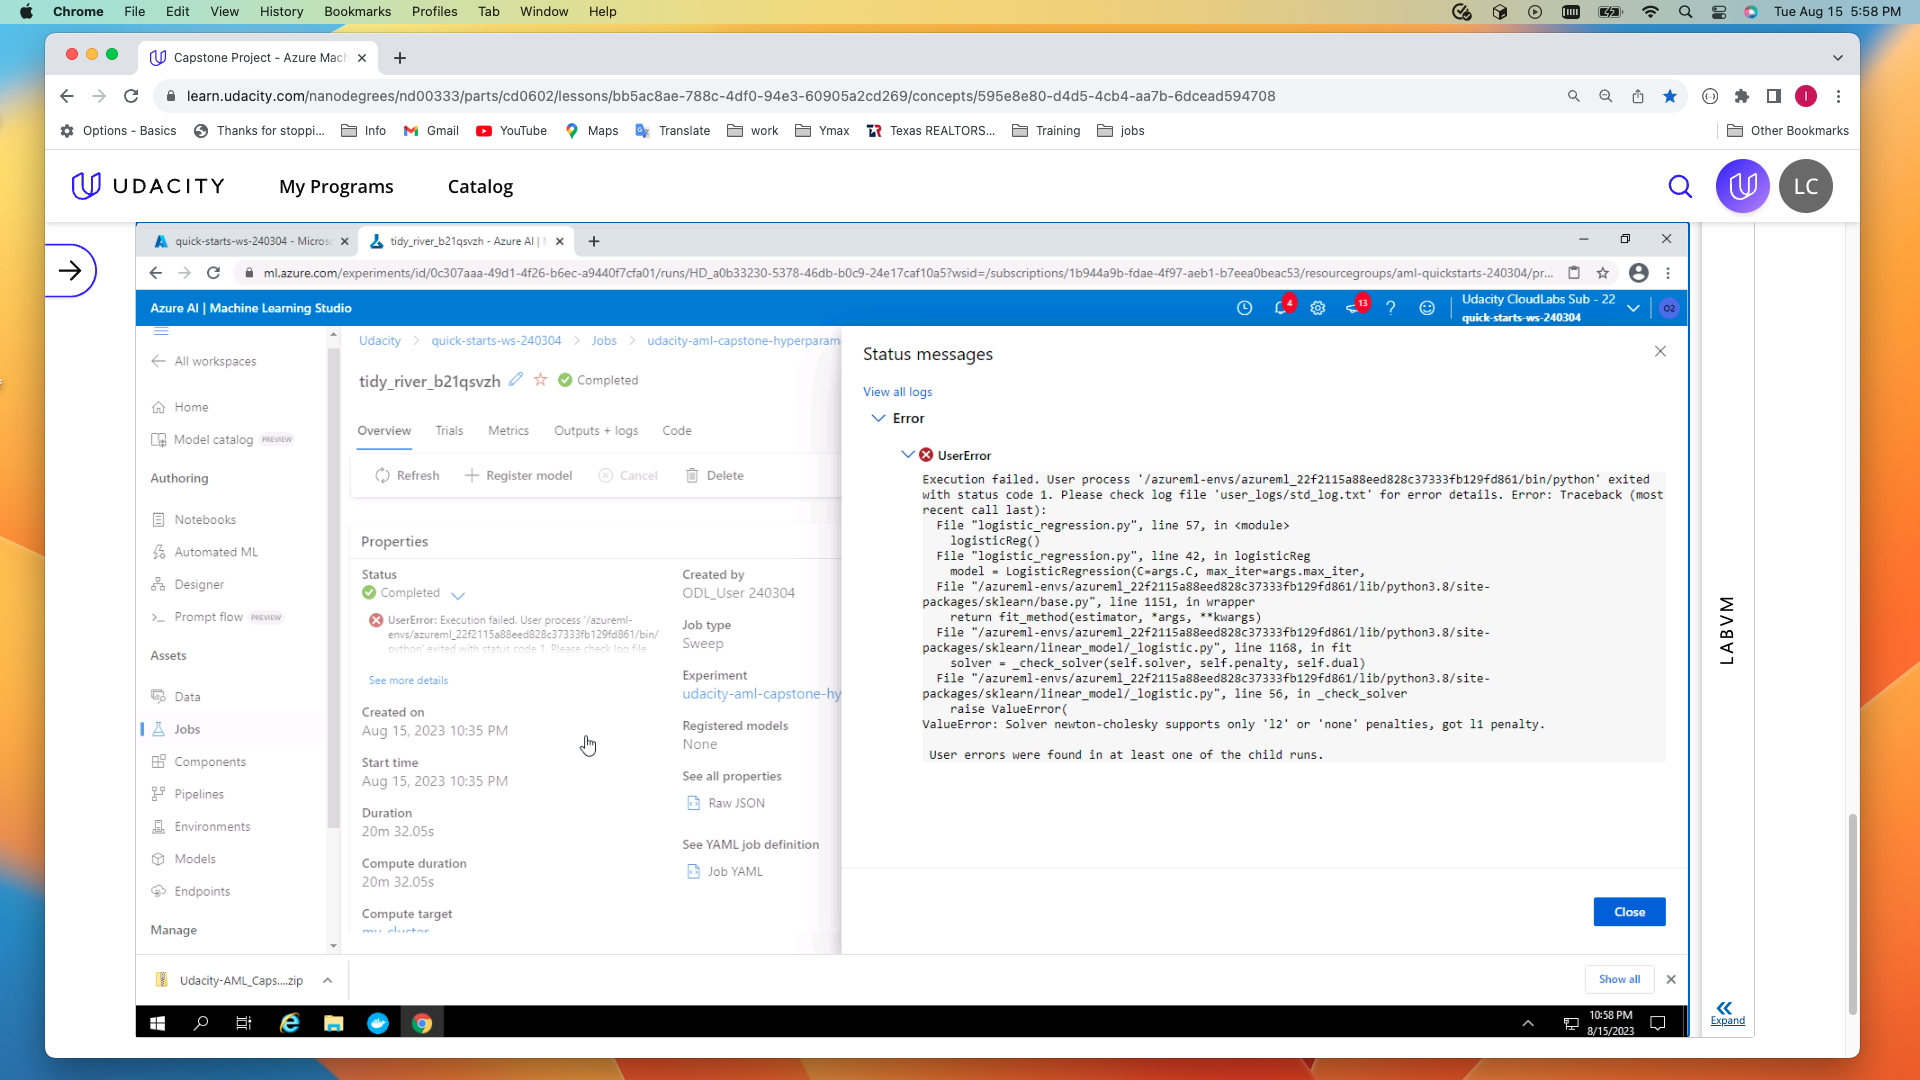 Chrome File Edit View History Bookmarks Profiles Tab Window Help Tue Aug 15 5:58 PM
Capstone Project - Azure Mach
learn.udacity.com/nanodegrees/nd00333/parts/cd0602/lessons/bb5ac8ae-788c-4df0-94e3-60905a2cd269/concepts/595e8e80-d4d5-4cb4-aa7b-6dcead594708
I
Options - Basics Thanks for stoppi... Info Gmail YouTube Maps Translate work Ymax Texas REALTORS... Training jobs Other Bookmarks
UDACITY My Programs Catalog LC
quick-starts-ws-240304 - Micros tidy_river_b21qsvzh - Azure AI |
ml.azure.com/experiments/id/0c307aaa-49d1-4f26-b6ec-a9440f7cfa01/runs/HD_a0b33230-5378-46db-b0c9-24e17caf10a5?wsid=/subscriptions/1b944a9b-fdae-4f97-aeb1-b7eea0beac53/resourcegroups/aml-quickstarts-240304/pr...
Azure AI | Machine Learning Studio
4
13
Udacity CloudLabs Sub - 22
quick-starts-ws-240304
O2
All workspaces
Home
Model catalog PREVIEW
Authoring
Notebooks
Automated ML
Designer
Prompt flow PREVIEW
Assets
Data
Jobs
Components
Pipelines
Environments
Models
Endpoints
Manage
Udacity > quick-starts-ws-240304 > Jobs > udacity-aml-capstone-hyperparam
tidy_river_b21qsvzh Completed
Overview Trials Metrics Outputs + logs Code
Refresh Register model Cancel Delete
Properties
Status
Completed
UserError: Execution failed. User process '/azureml-
envs/azureml_22f2115a88eed828c37333fb129fd861/bin/
python' exited with status code 1. Please check log file
See more details
Created on
Aug 15, 2023 10:35 PM
Start time
Aug 15, 2023 10:35 PM
Duration
20m 32.05s
Compute duration
20m 32.05s
Compute target
my-cluster
Created by
ODL_User 240304
Job type
Sweep
Experiment
udacity-aml-capstone-hy
Registered models
None
See all properties
Raw JSON
See YAML job definition
Job YAML
Status messages
View all logs
Error
UserError
Execution failed. User process '/azureml-envs/azureml_22f2115a88eed828c37333fb129fd861/bin/python' exited
with status code 1. Please check log file 'user_logs/std_log.txt' for error details. Error: Traceback (most
recent call last):
File "logistic_regression.py", line 57, in <module>
logisticReg()
File "logistic_regression.py", line 42, in logisticReg
model = LogisticRegression(C=args.C, max_iter=args.max_iter,
File "/azureml-envs/azureml_22f2115a88eed828c37333fb129fd861/lib/python3.8/site-
packages/sklearn/base.py", line 1151, in wrapper
return fit_method(estimator, *args, **kwargs)
File "/azureml-envs/azureml_22f2115a88eed828c37333fb129fd861/lib/python3.8/site-
packages/sklearn/linear_model/_logistic.py", line 1168, in fit
solver = _check_solver(self.solver, self.penalty, self.dual)
File "/azureml-envs/azureml_22f2115a88eed828c37333fb129fd861/lib/python3.8/site-
packages/sklearn/linear_model/_logistic.py", line 56, in _check_solver
raise ValueError(
ValueError: Solver newton-cholesky supports only 'l2' or 'none' penalties, got l1 penalty.
User errors were found in at least one of the child runs.
Close
LABVM
Expand
Udacity-AML_Caps....zip
Show all
10:58 PM
8/15/2023